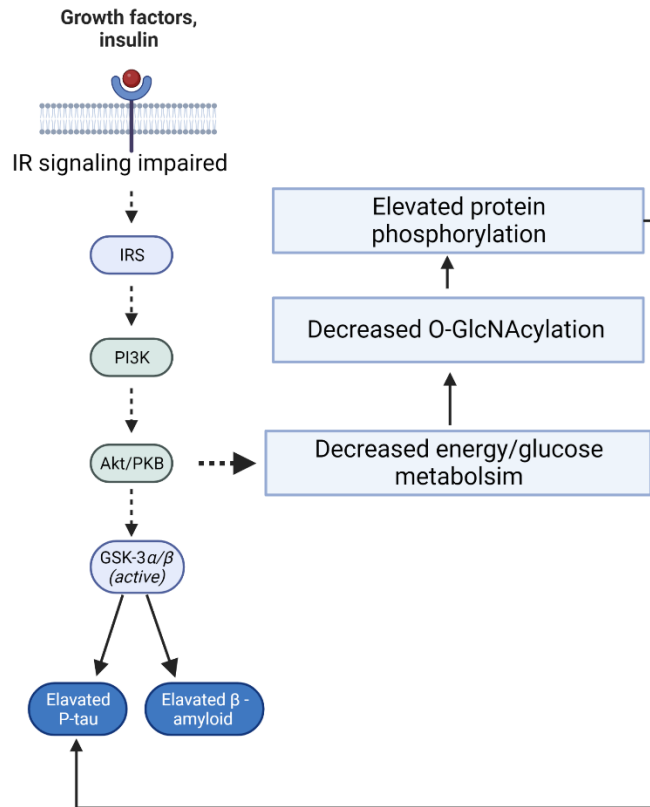 Growth factors,
insulin
IR signaling impaired
IRS
PI3K
Akt/PKB
GSK-3α/β
(active)
Elavated
P-tau
Elavated β -
amyloid
Elevated protein
phosphorylation
Decreased O-GlcNAcylation
Decreased energy/glucose
metabolsim